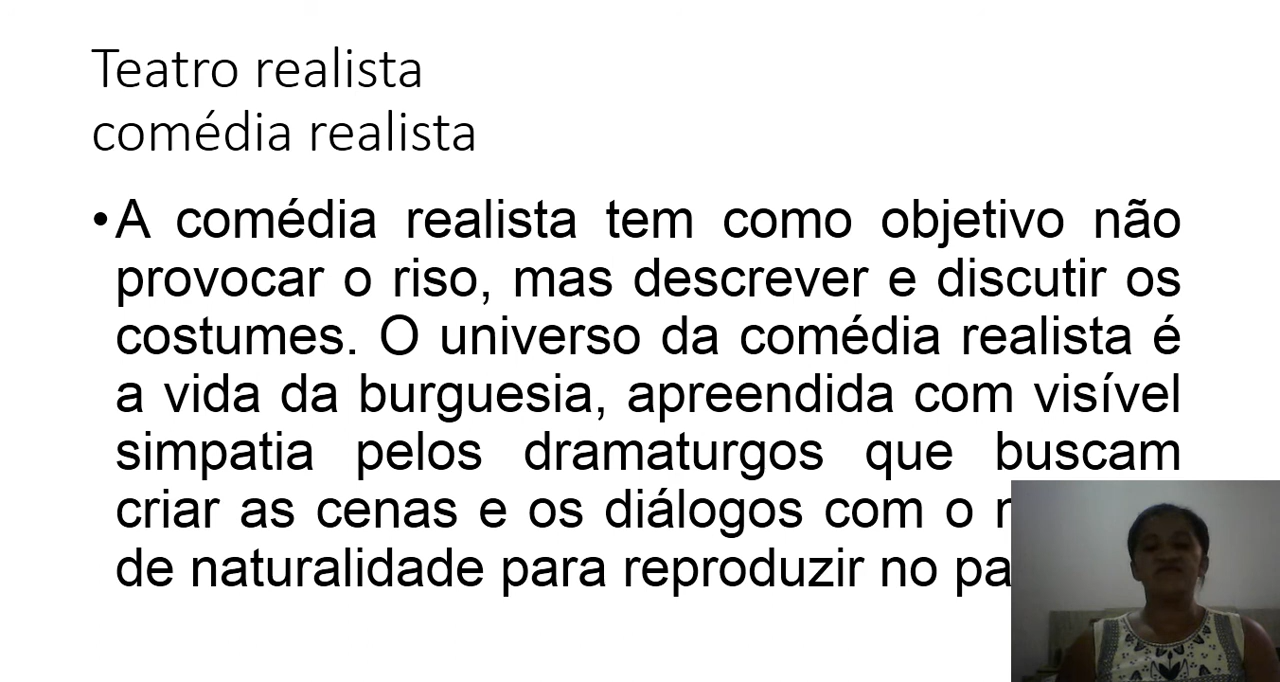 Teatro realista
comédia realista
•A comédia realista tem como objetivo não
provocar o riso, mas descrever e discutir os
costumes. O universo da comédia realista é
a vida da burguesia, apreendida com visível
simpatia pelos dramaturgos que buscam
criar as cenas e os diálogos com o
de naturalidade para reproduzir no